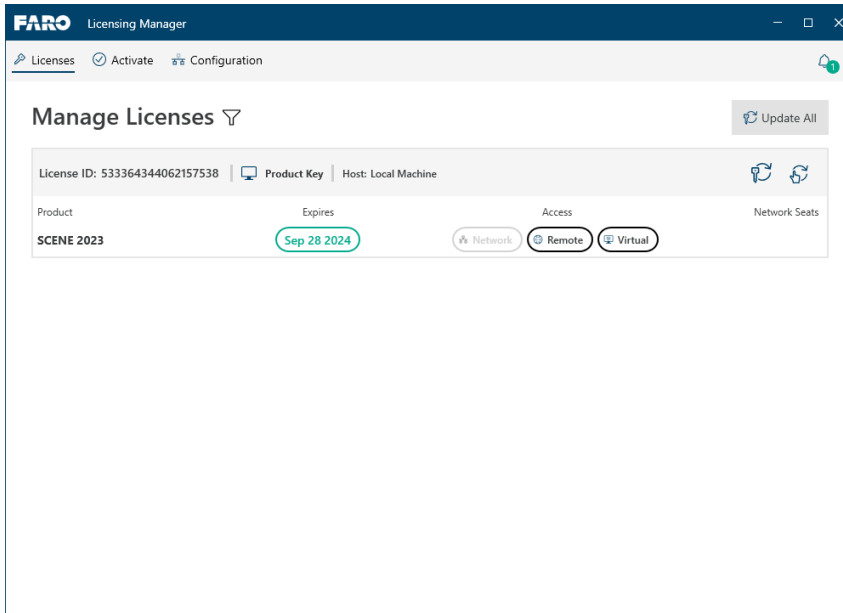 FARO Licensing Manager
Licenses Activate Configuration
1
Manage Licenses
Update All
License ID: 533364344062157538 Product Key Host: Local Machine
Product Expires Access Network Seats
SCENE 2023 Sep 28 2024 Network Remote Virtual